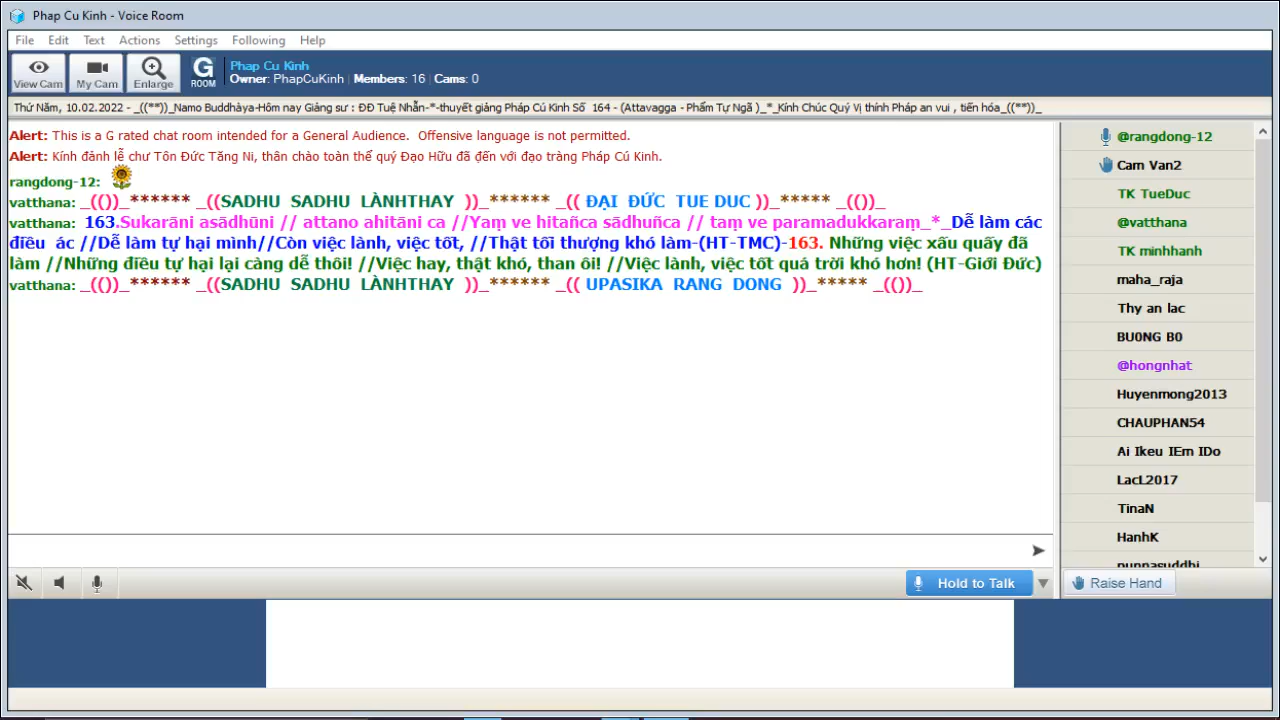 Phap Cu Kinh - Voice Room
File Edit Text Actions Settings Following Help
View Cam My Cam Enlarge G ROOM Phap Cu Kinh
Owner: PhapCuKinh | Members: 16 | Cams: 0
Thứ Năm, 10.02.2022 - _((**))_Namo Buddhàya-Hôm nay Giảng sư : ĐĐ Tuệ Nhẫn-*-thuyết giảng Pháp Cú Kinh Số 164 - (Attavagga - Phẩm Tự Ngã )_*_Kính Chúc Quý Vị thính Pháp an vui , tiến hóa_((**))_
Alert: This is a G rated chat room intended for a General Audience. Offensive language is not permitted.
Alert: Kính đảnh lễ chư Tôn Đức Tăng Ni, thân chào toàn thể quý Đạo Hữu đã đến với đạo tràng Pháp Cú Kinh.
rangdong-12:
vatthana: _(())_****** _((SADHU SADHU LÀNHTHAY ))_****** _(( ĐẠI ĐỨC TUE DUC ))_***** _(())_
vatthana: 163.Sukarāni asādhūni // attano ahitāni ca //Yaṃ ve hitañca sādhuñca // taṃ ve paramadukkaraṃ_*_Dễ làm các
điều ác //Dễ làm tự hại mình//Còn việc lành, việc tốt, //Thật tối thượng khó làm-(HT-TMC)-163. Những việc xấu quấy đã
làm //Những điều tự hại lại càng dễ thôi! //Việc hay, thật khó, than ôi! //Việc lành, việc tốt quá trời khó hơn! (HT-Giới Đức)
vatthana: _(())_****** _((SADHU SADHU LÀNHTHAY ))_****** _(( UPASIKA RANG DONG ))_***** _(())_
@rangdong-12
Cam Van2
TK TueDuc
@vatthana
TK minhhanh
maha_raja
Thy an lac
BU0NG B0
@hongnhat
Huyenmong2013
CHAUPHAN54
Ai Ikeu IEm IDo
LacL2017
TinaN
HanhK
punnasuddhi
Hold to Talk
Raise Hand